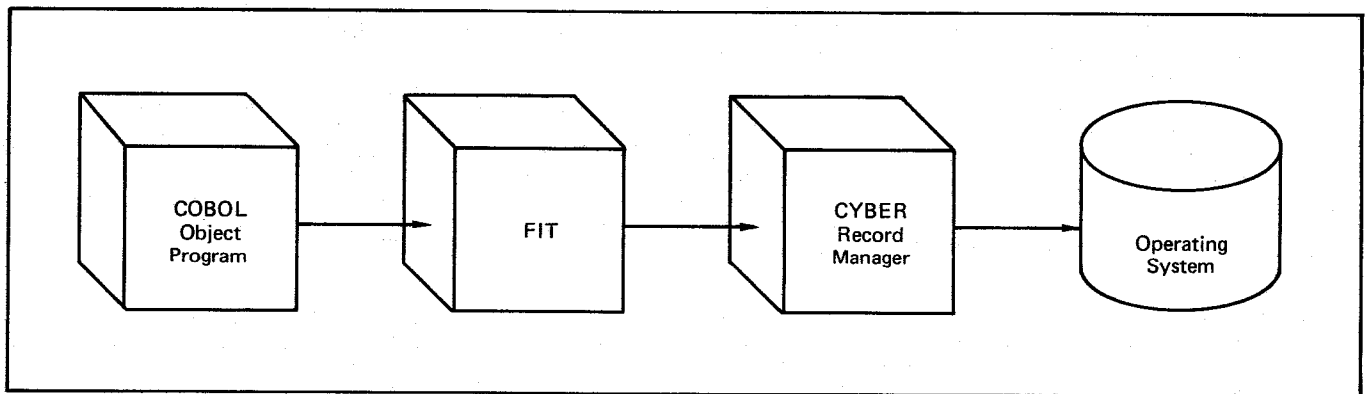 COBOL
Object
Program
FIT
CYBER
Record
Manager
Operating
System